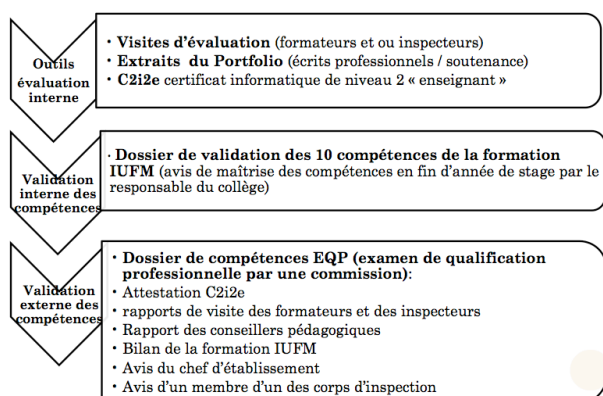 Outils
évaluation
interne
• Visites d'évaluation (formateurs et ou inspecteurs)
• Extraits du Portfolio (écrits professionnels / soutenance)
• C2i2e certificat informatique de niveau 2 « enseignant »
Validation
interne des
compétences
· Dossier de validation des 10 compétences de la formation
IUFM (avis de maîtrise des compétences en fin d'année de stage par le
responsable du collège)
Validation
externe des
compétences
• Dossier de compétences EQP (examen de qualification
professionnelle par une commission):
• Attestation C2i2e
• rapports de visite des formateurs et des inspecteurs
• Rapport des conseillers pédagogiques
• Bilan de la formation IUFM
• Avis du chef d'établissement
• Avis d'un membre d'un des corps d'inspection